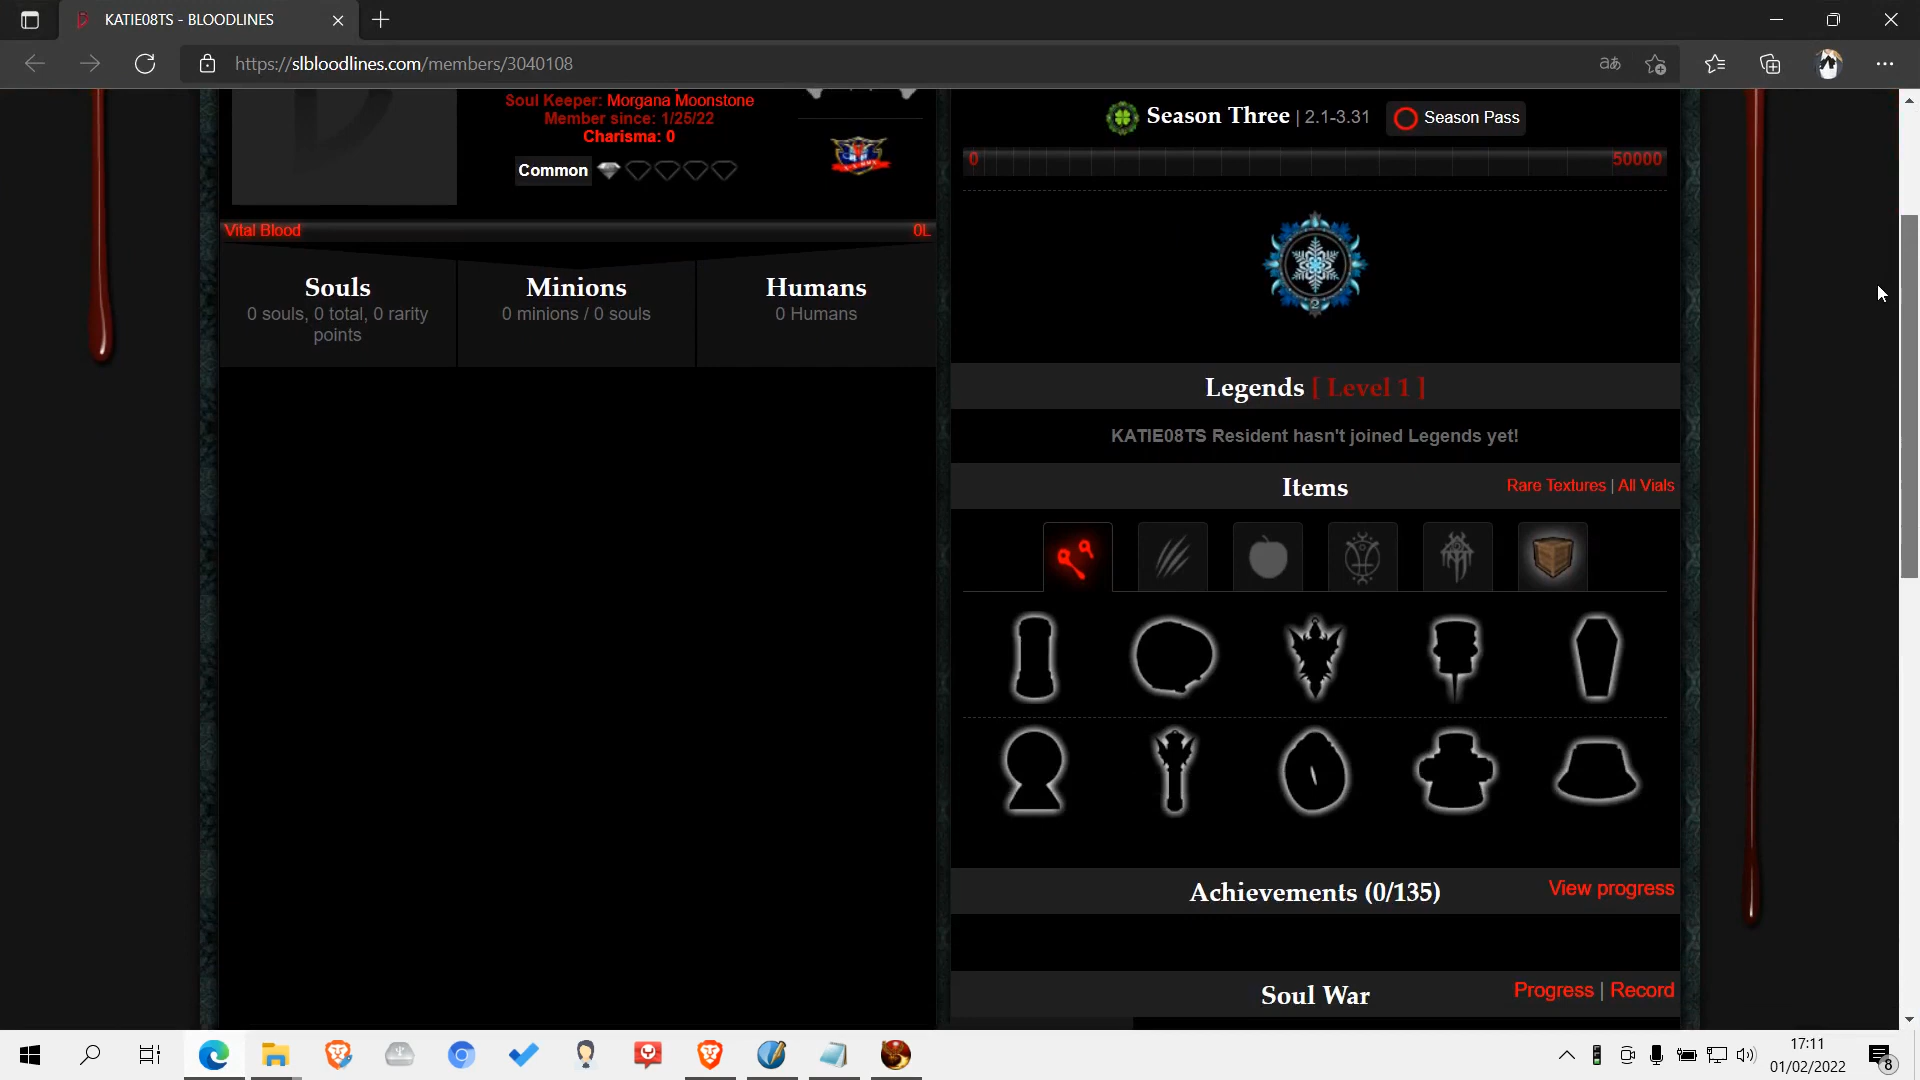 KATIE08TS - BLOODLINES
https://slbloodlines.com/members/3040108
ああ
Soul Keeper: Morgana Moonstone
Member since: 1/25/22
Charisma: 0
Common
Vital Blood 0L
Souls
0 souls, 0 total, 0 rarity
points
Minions
0 minions / 0 souls
Humans
0 Humans
Season Three | 2.1-3.31 Season Pass
0 50000
2
Legends [ Level 1 ]
KATIE08TS Resident hasn't joined Legends yet!
Items Rare Textures | All Vials
Achievements (0/135) View progress
Soul War Progress | Record
17:11
01/02/2022
8